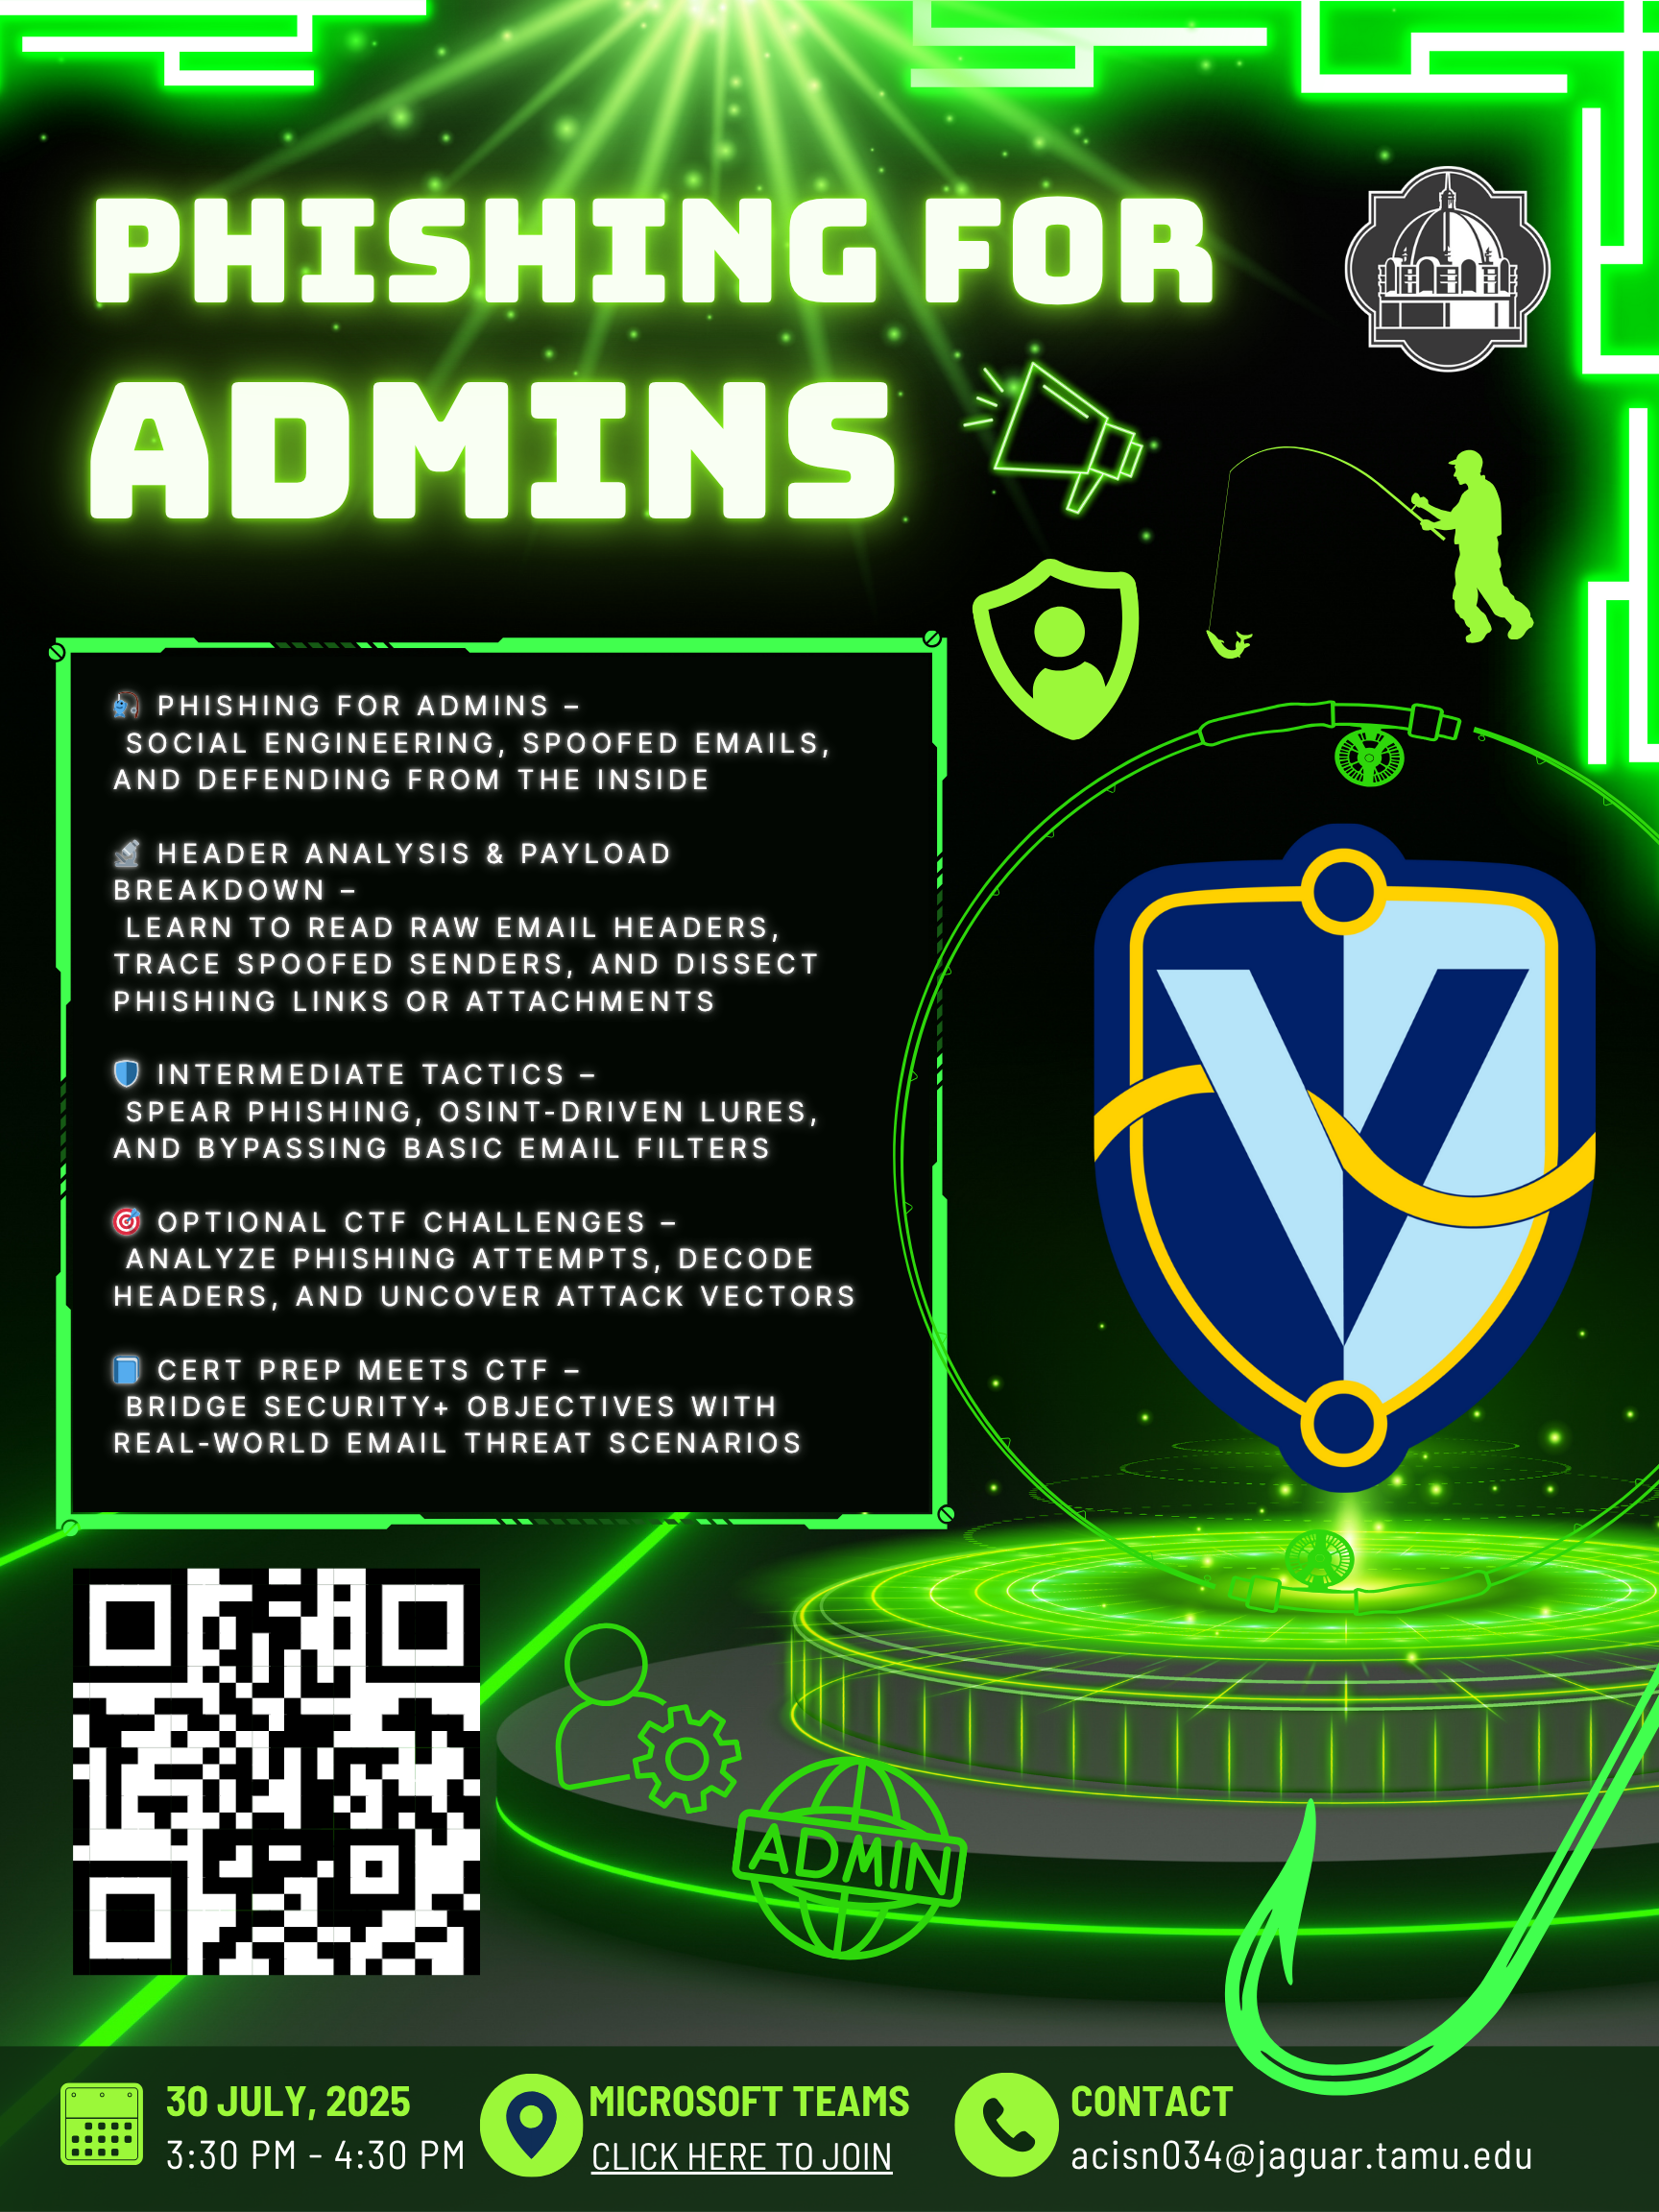 PHISHING FOR
ADMINS
🎣 PHISHING FOR ADMINS –
SOCIAL ENGINEERING, SPOOFED EMAILS,
AND DEFENDING FROM THE INSIDE
🔬 HEADER ANALYSIS & PAYLOAD
BREAKDOWN –
LEARN TO READ RAW EMAIL HEADERS,
TRACE SPOOFED SENDERS, AND DISSECT
PHISHING LINKS OR ATTACHMENTS
🛡️ INTERMEDIATE TACTICS –
SPEAR PHISHING, OSINT-DRIVEN LURES,
AND BYPASSING BASIC EMAIL FILTERS
🎯 OPTIONAL CTF CHALLENGES –
ANALYZE PHISHING ATTEMPTS, DECODE
HEADERS, AND UNCOVER ATTACK VECTORS
📘 CERT PREP MEETS CTF –
BRIDGE SECURITY+ OBJECTIVES WITH
REAL-WORLD EMAIL THREAT SCENARIOS
V
ADMIN
30 JULY, 2025
3:30 PM - 4:30 PM
MICROSOFT TEAMS
CLICK HERE TO JOIN
CONTACT
acisn034@jaguar.tamu.edu